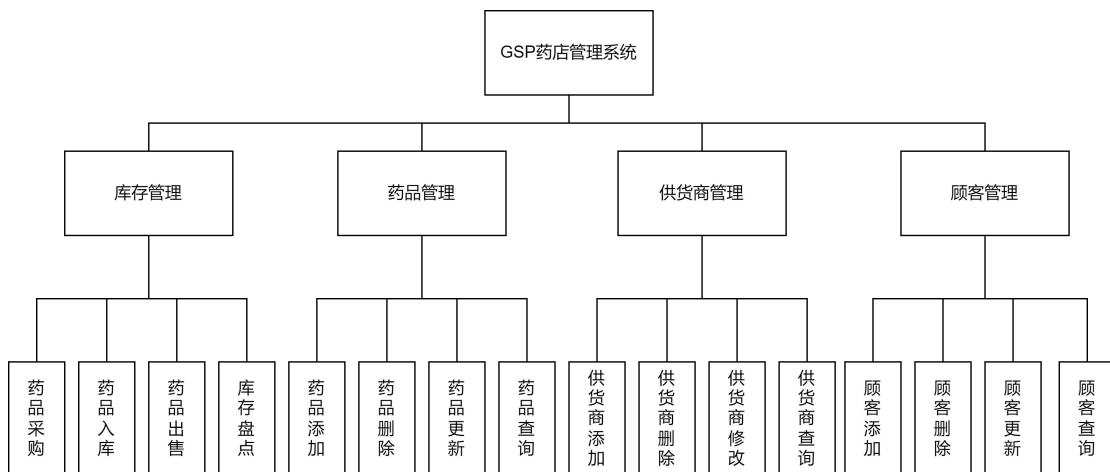 GSP药店管理系统
库存管理
药品管理
供货商管理
顾客管理
药品采购
药品入库
药品出售
库存盘点
药品添加
药品删除
药品更新
药品查询
供货商添加
供货商删除
供货商修改
供货商查询
顾客添加
顾客删除
顾客更新
顾客查询